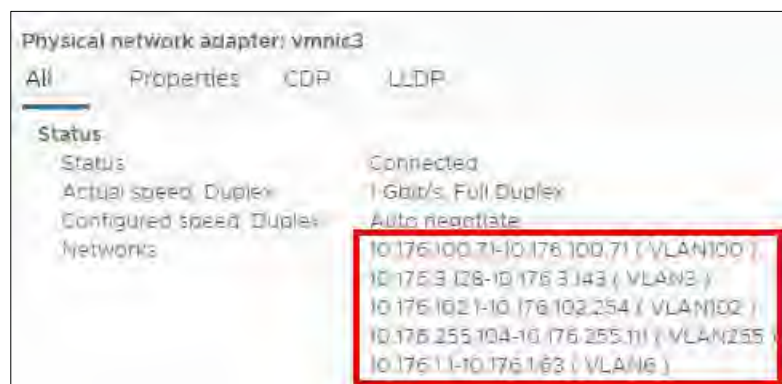 Physical network adapter: vmnic3
All Properties CDP LLDP
Status
Status Connected
Actual speed, Duplex 1 Gbit/s, Full Duplex
Configured speed, Duplex Auto negotiate
Networks 10.176.100.71-10.176.100.71 ( VLAN100 )
10.176.3.128-10.176.3.143 ( VLAN3 )
10.176.102.1-10.176.102.254 ( VLAN102 )
10.176.255.104-10.176.255.111 ( VLAN255 )
10.176.1.1-10.176.1.63 ( VLAN6 )